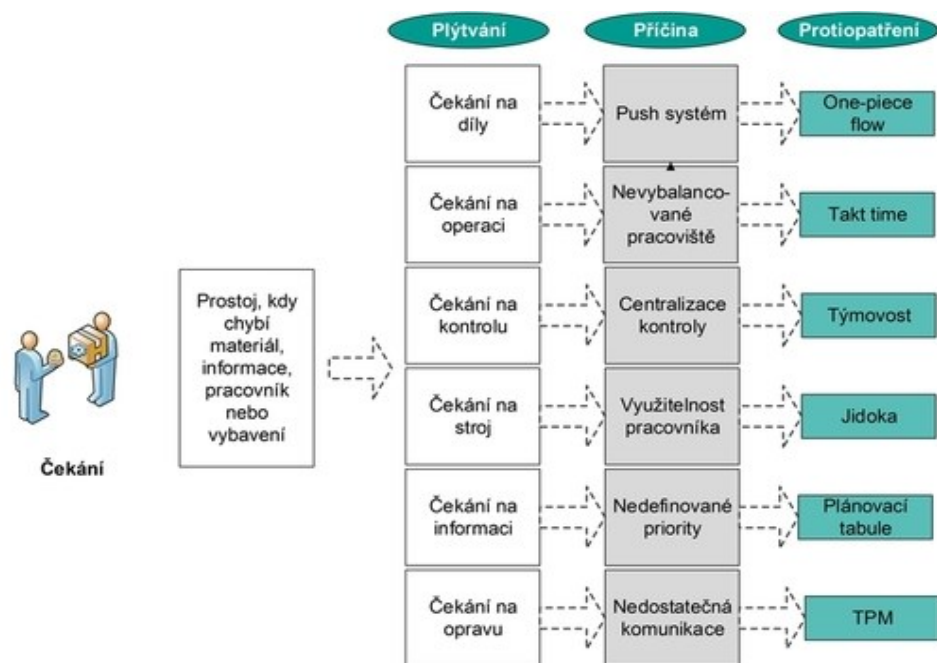 Plýtvání
Příčina
Protiopatření
Čekání na
díly
Push systém
One-piece
flow
Čekání na
operaci
Nevybalanco-
vané
pracoviště
Takt time
Prostoj, kdy
chybí
materiál,
informace,
pracovník
nebo
vybavení
Čekání
Čekání na
kontrolu
Centralizace
kontroly
Týmovost
Čekání na
stroj
Využitelnost
pracovníka
Jidoka
Čekání na
informaci
Nedefinované
priority
Plánovací
tabule
Čekání na
opravu
Nedostatečná
komunikace
TPM